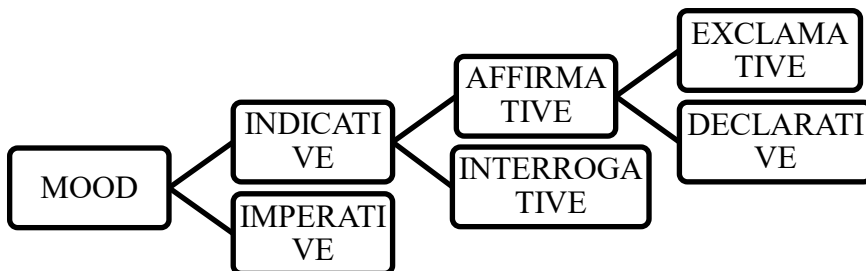 MOOD
INDICATI
VE
IMPERATI
VE
AFFIRMA
TIVE
INTERROGA
TIVE
EXCLAMA
TIVE
DECLARATI
VE